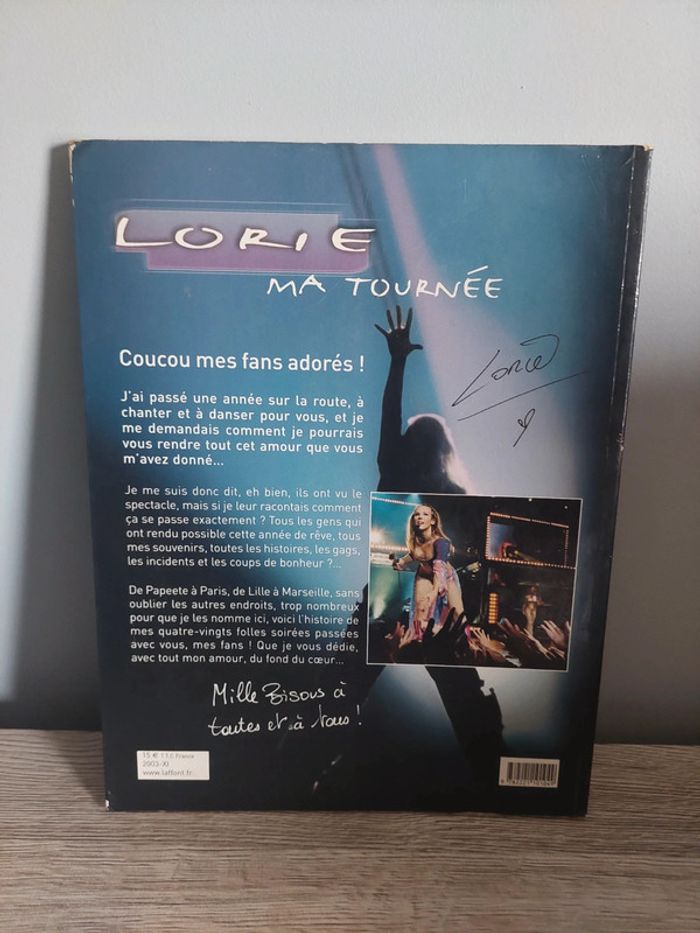 LORIE
MA TOURNÉE
Coucou mes fans adorés !
Lorie
J'ai passé une année sur la route, à
chanter et à danser pour vous, et je
me demandais comment je pourrais
vous rendre tout cet amour que vous
m'avez donné...
Je me suis donc dit, eh bien, ils ont vu le
spectacle, mais si je leur racontais comment
ça se passe exactement ? Tous les gens qui
ont rendu possible cette année de rêve, tous
mes souvenirs, toutes les histoires, les gags,
les incidents et les coups de bonheur ?...
De Papeete à Paris, de Lille à Marseille, sans
oublier les autres endroits, trop nombreux
pour que je les nomme ici, voici l'histoire de
mes quatre-vingts folles soirées passées
avec vous, mes fans ! Que je vous dédie,
avec tout mon amour, du fond du cœur...
Mille Bisous à
toutes et à tous !
15 € France
2003-XI
www.laffont.fr